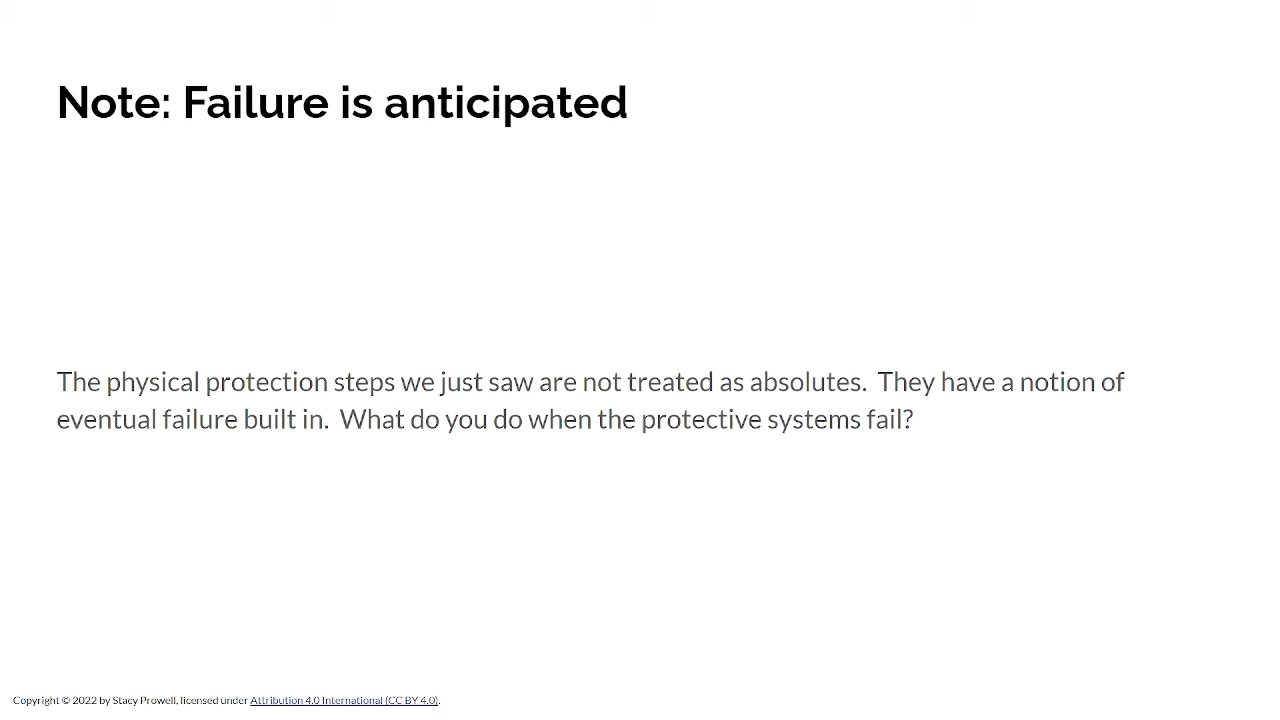 Note: Failure is anticipated
The physical protection steps we just saw are not treated as absolutes.  They have a notion of
eventual failure built in.  What do you do when the protective systems fail?
Copyright © 2022 by Stacy Prowell, licensed under Attribution 4.0 International (CC BY 4.0).